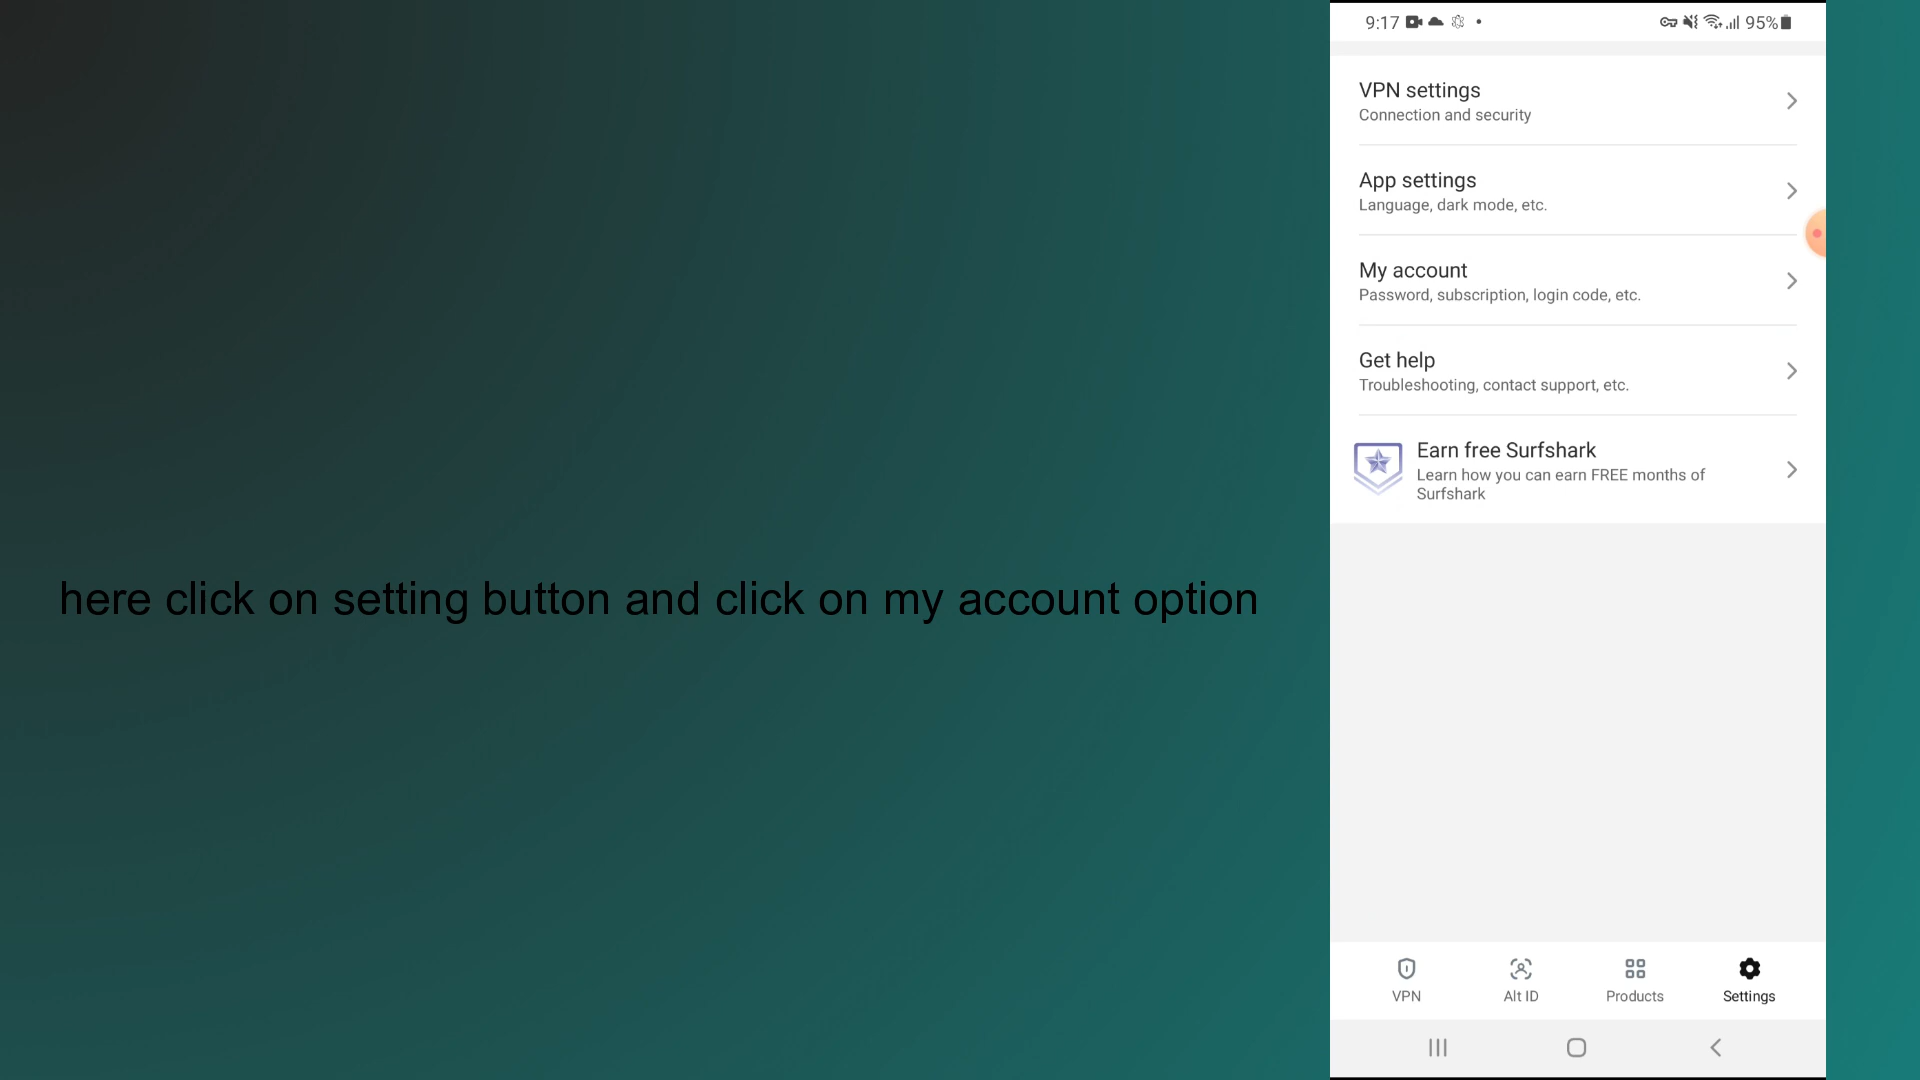 here click on setting button and click on my account option
9:17
95%
VPN settings
Connection and security
App settings
Language, dark mode, etc.
My account
Password, subscription, login code, etc.
Get help
Troubleshooting, contact support, etc.
Earn free Surfshark
Learn how you can earn FREE months of
Surfshark
VPN
Alt ID
Products
Settings